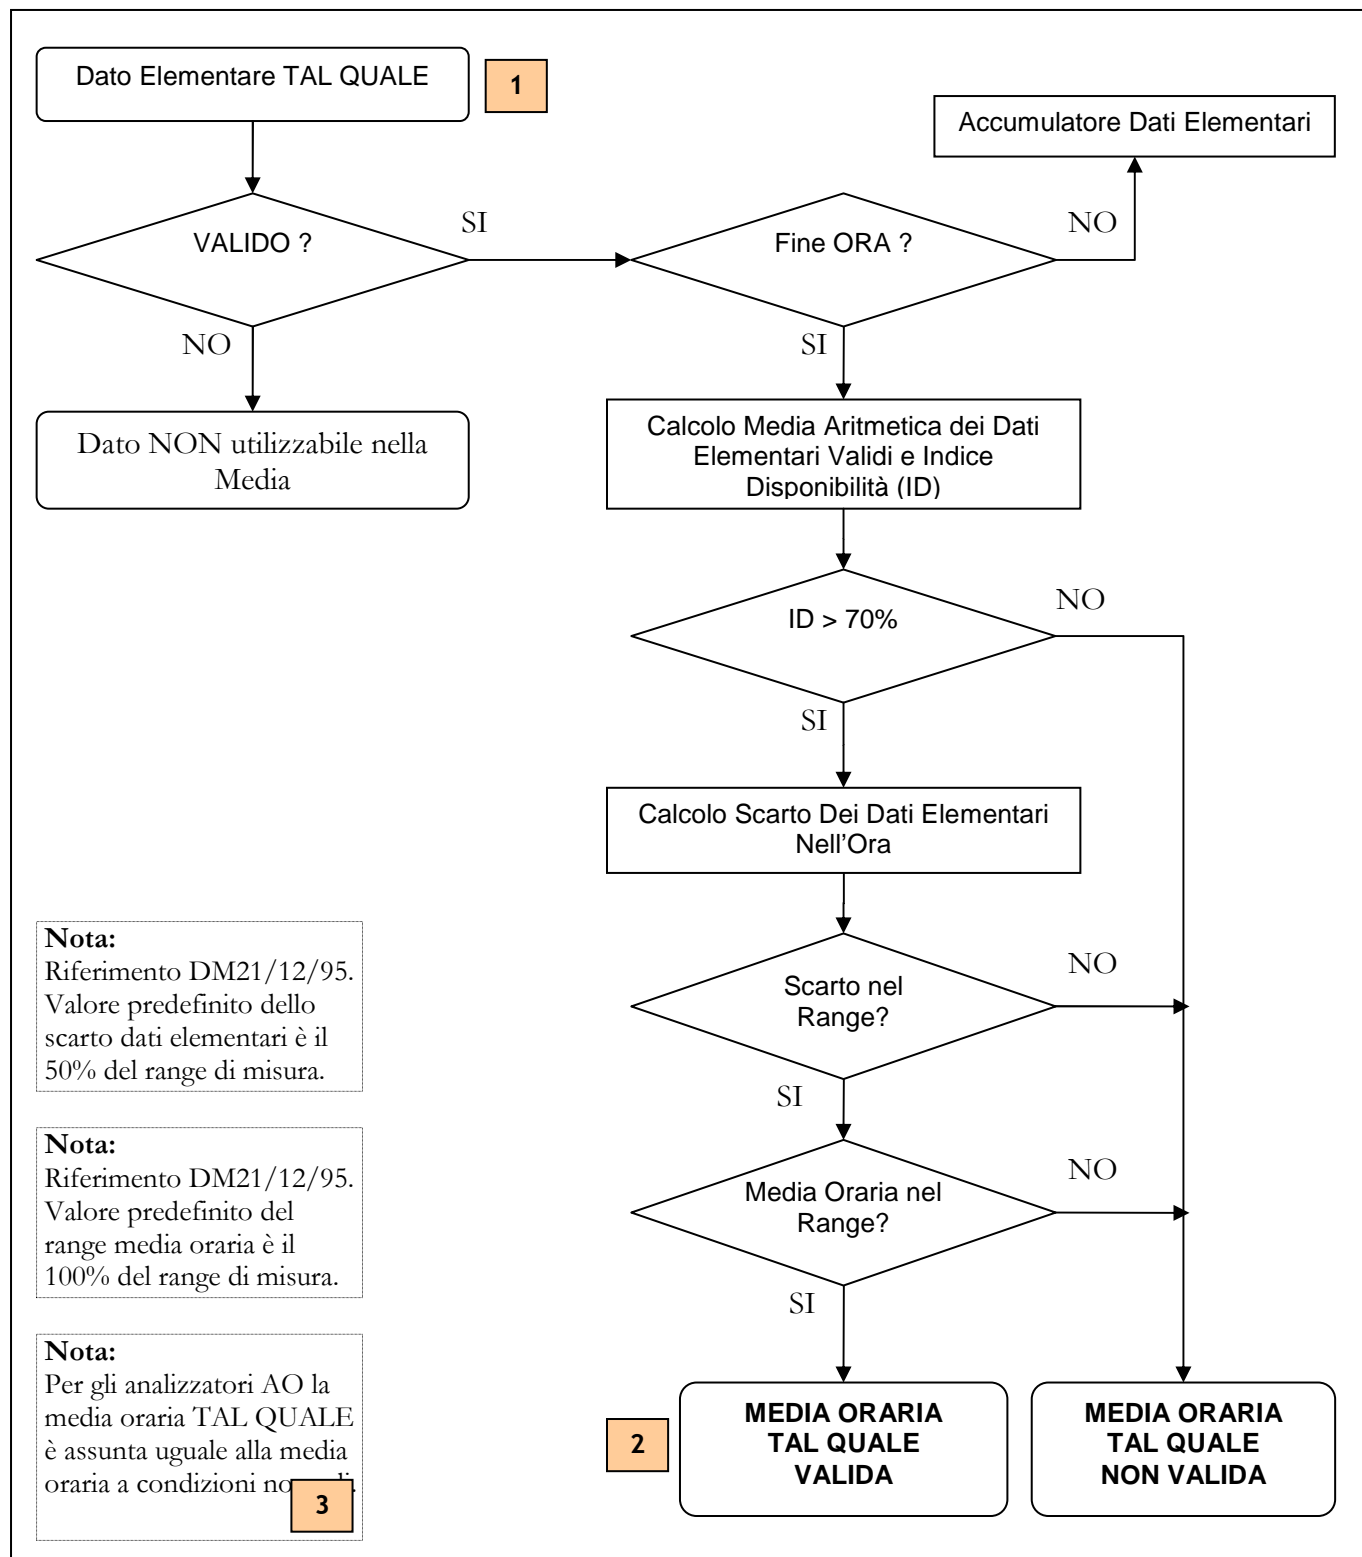 Dato Elementare TAL QUALE
1
Accumulatore Dati Elementari
VALIDO ?
SI
Fine ORA ?
NO
NO
SI
Dato NON utilizzabile nella
Media
Calcolo Media Aritmetica dei Dati
Elementari Validi e Indice
Disponibilità (ID)
ID > 70%
NO
SI
Calcolo Scarto Dei Dati Elementari
Nell'Ora
Nota:
Riferimento DM21/12/95.
Valore predefinito dello
scarto dati elementari è il
50% del range di misura.
Scarto nel
Range?
NO
SI
Nota:
Riferimento DM21/12/95.
Valore predefinito del
range media oraria è il
100% del range di misura.
Media Oraria nel
Range?
NO
SI
Nota:
Per gli analizzatori AO la
media oraria TAL QUALE
è assunta uguale alla media
oraria a condizioni
3
2
MEDIA ORARIA
TAL QUALE
VALIDA
MEDIA ORARIA
TAL QUALE
NON VALIDA